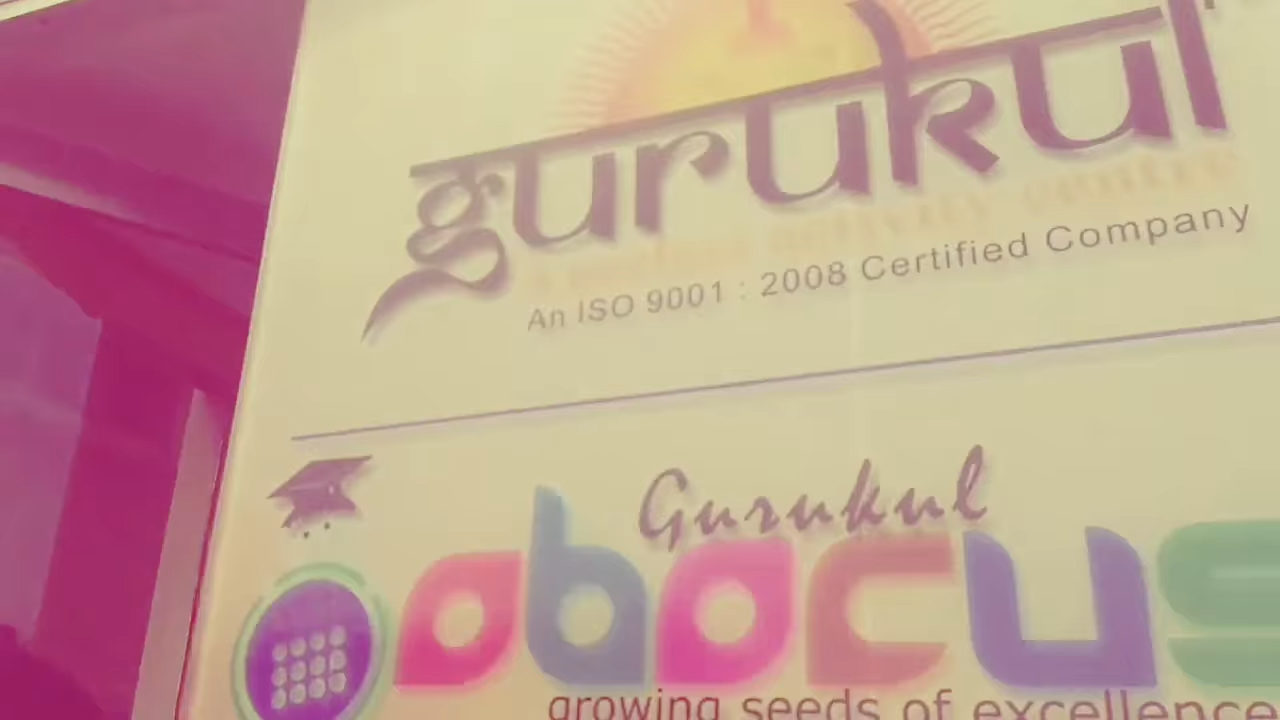 gurukul
An ISO 9001 : 2008 Certified Company
Gurukul
abacus
growing seeds of excellence